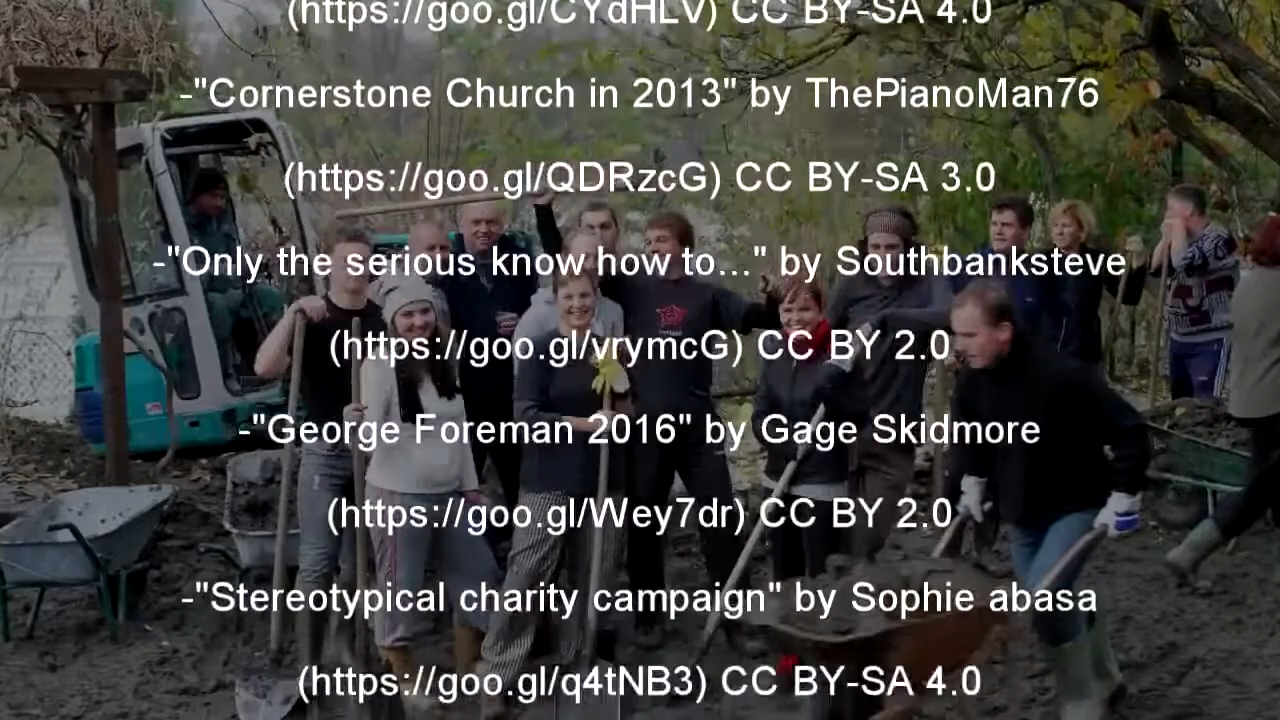 (https://goo.gl/CYdHLV) CC BY-SA 4.0
-"Cornerstone Church in 2013" by ThePianoMan76
(https://goo.gl/QDRzcG) CC BY-SA 3.0
-"Only the serious know how to..." by Southbanksteve
(https://goo.gl/vrymcG) CC BY 2.0
-"George Foreman 2016" by Gage Skidmore
(https://goo.gl/Wey7dr) CC BY 2.0
-"Stereotypical charity campaign" by Sophie abasa
(https://goo.gl/q4tNB3) CC BY-SA 4.0